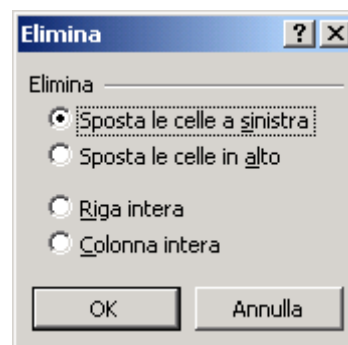 Elimina
Elimina
Sposta le celle a sinistra
Sposta le celle in alto
Riga intera
Colonna intera
OK Annulla